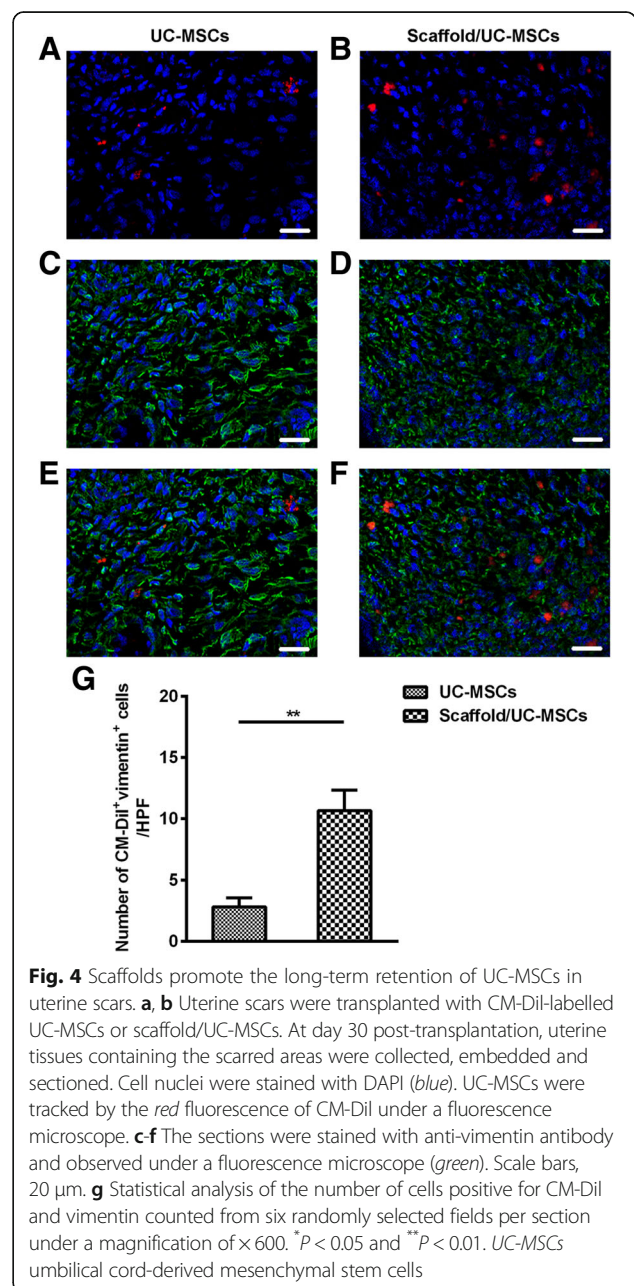 UC-MSCs
Scaffold/UC-MSCs
A
B
C
D
E
F
G
Number of CM-Dil⁺vimentin⁺ cells
/HPF
20
15
10
5
0
**
UC-MSCs
Scaffold/UC-MSCs
Fig. 4 Scaffolds promote the long-term retention of UC-MSCs in
uterine scars. a, b Uterine scars were transplanted with CM-Dil-labelled
UC-MSCs or scaffold/UC-MSCs. At day 30 post-transplantation, uterine
tissues containing the scarred areas were collected, embedded and
sectioned. Cell nuclei were stained with DAPI (blue). UC-MSCs were
tracked by the red fluorescence of CM-Dil under a fluorescence
microscope. c-f The sections were stained with anti-vimentin antibody
and observed under a fluorescence microscope (green). Scale bars,
20 μm. g Statistical analysis of the number of cells positive for CM-Dil
and vimentin counted from six randomly selected fields per section
under a magnification of × 600. *P < 0.05 and **P < 0.01. UC-MSCs
umbilical cord-derived mesenchymal stem cells